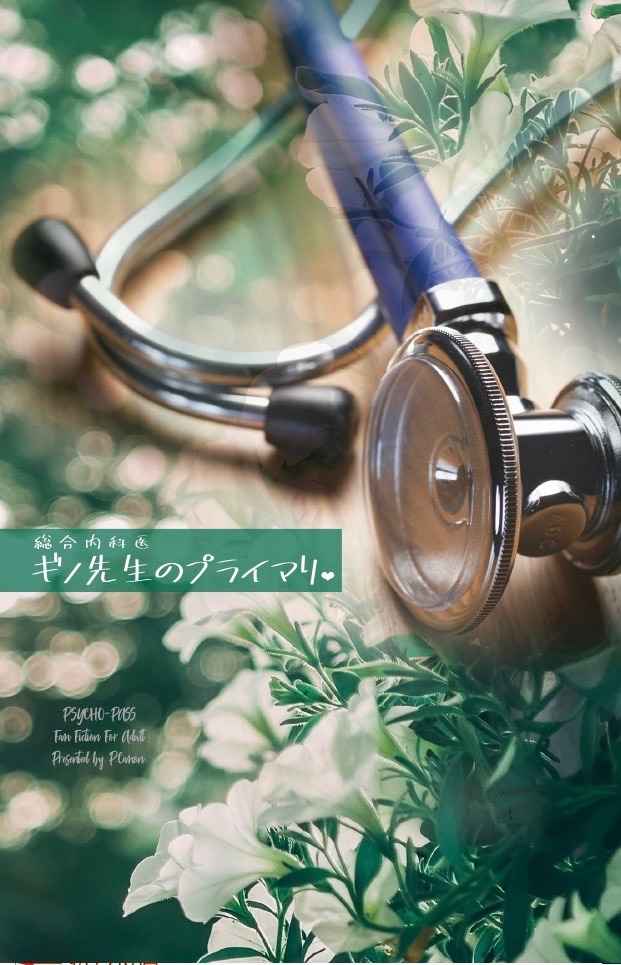 総合内科医
ギノ先生のプライマリ♥
PSYCHO-PASS
Fan Fiction For Adult
Presented by